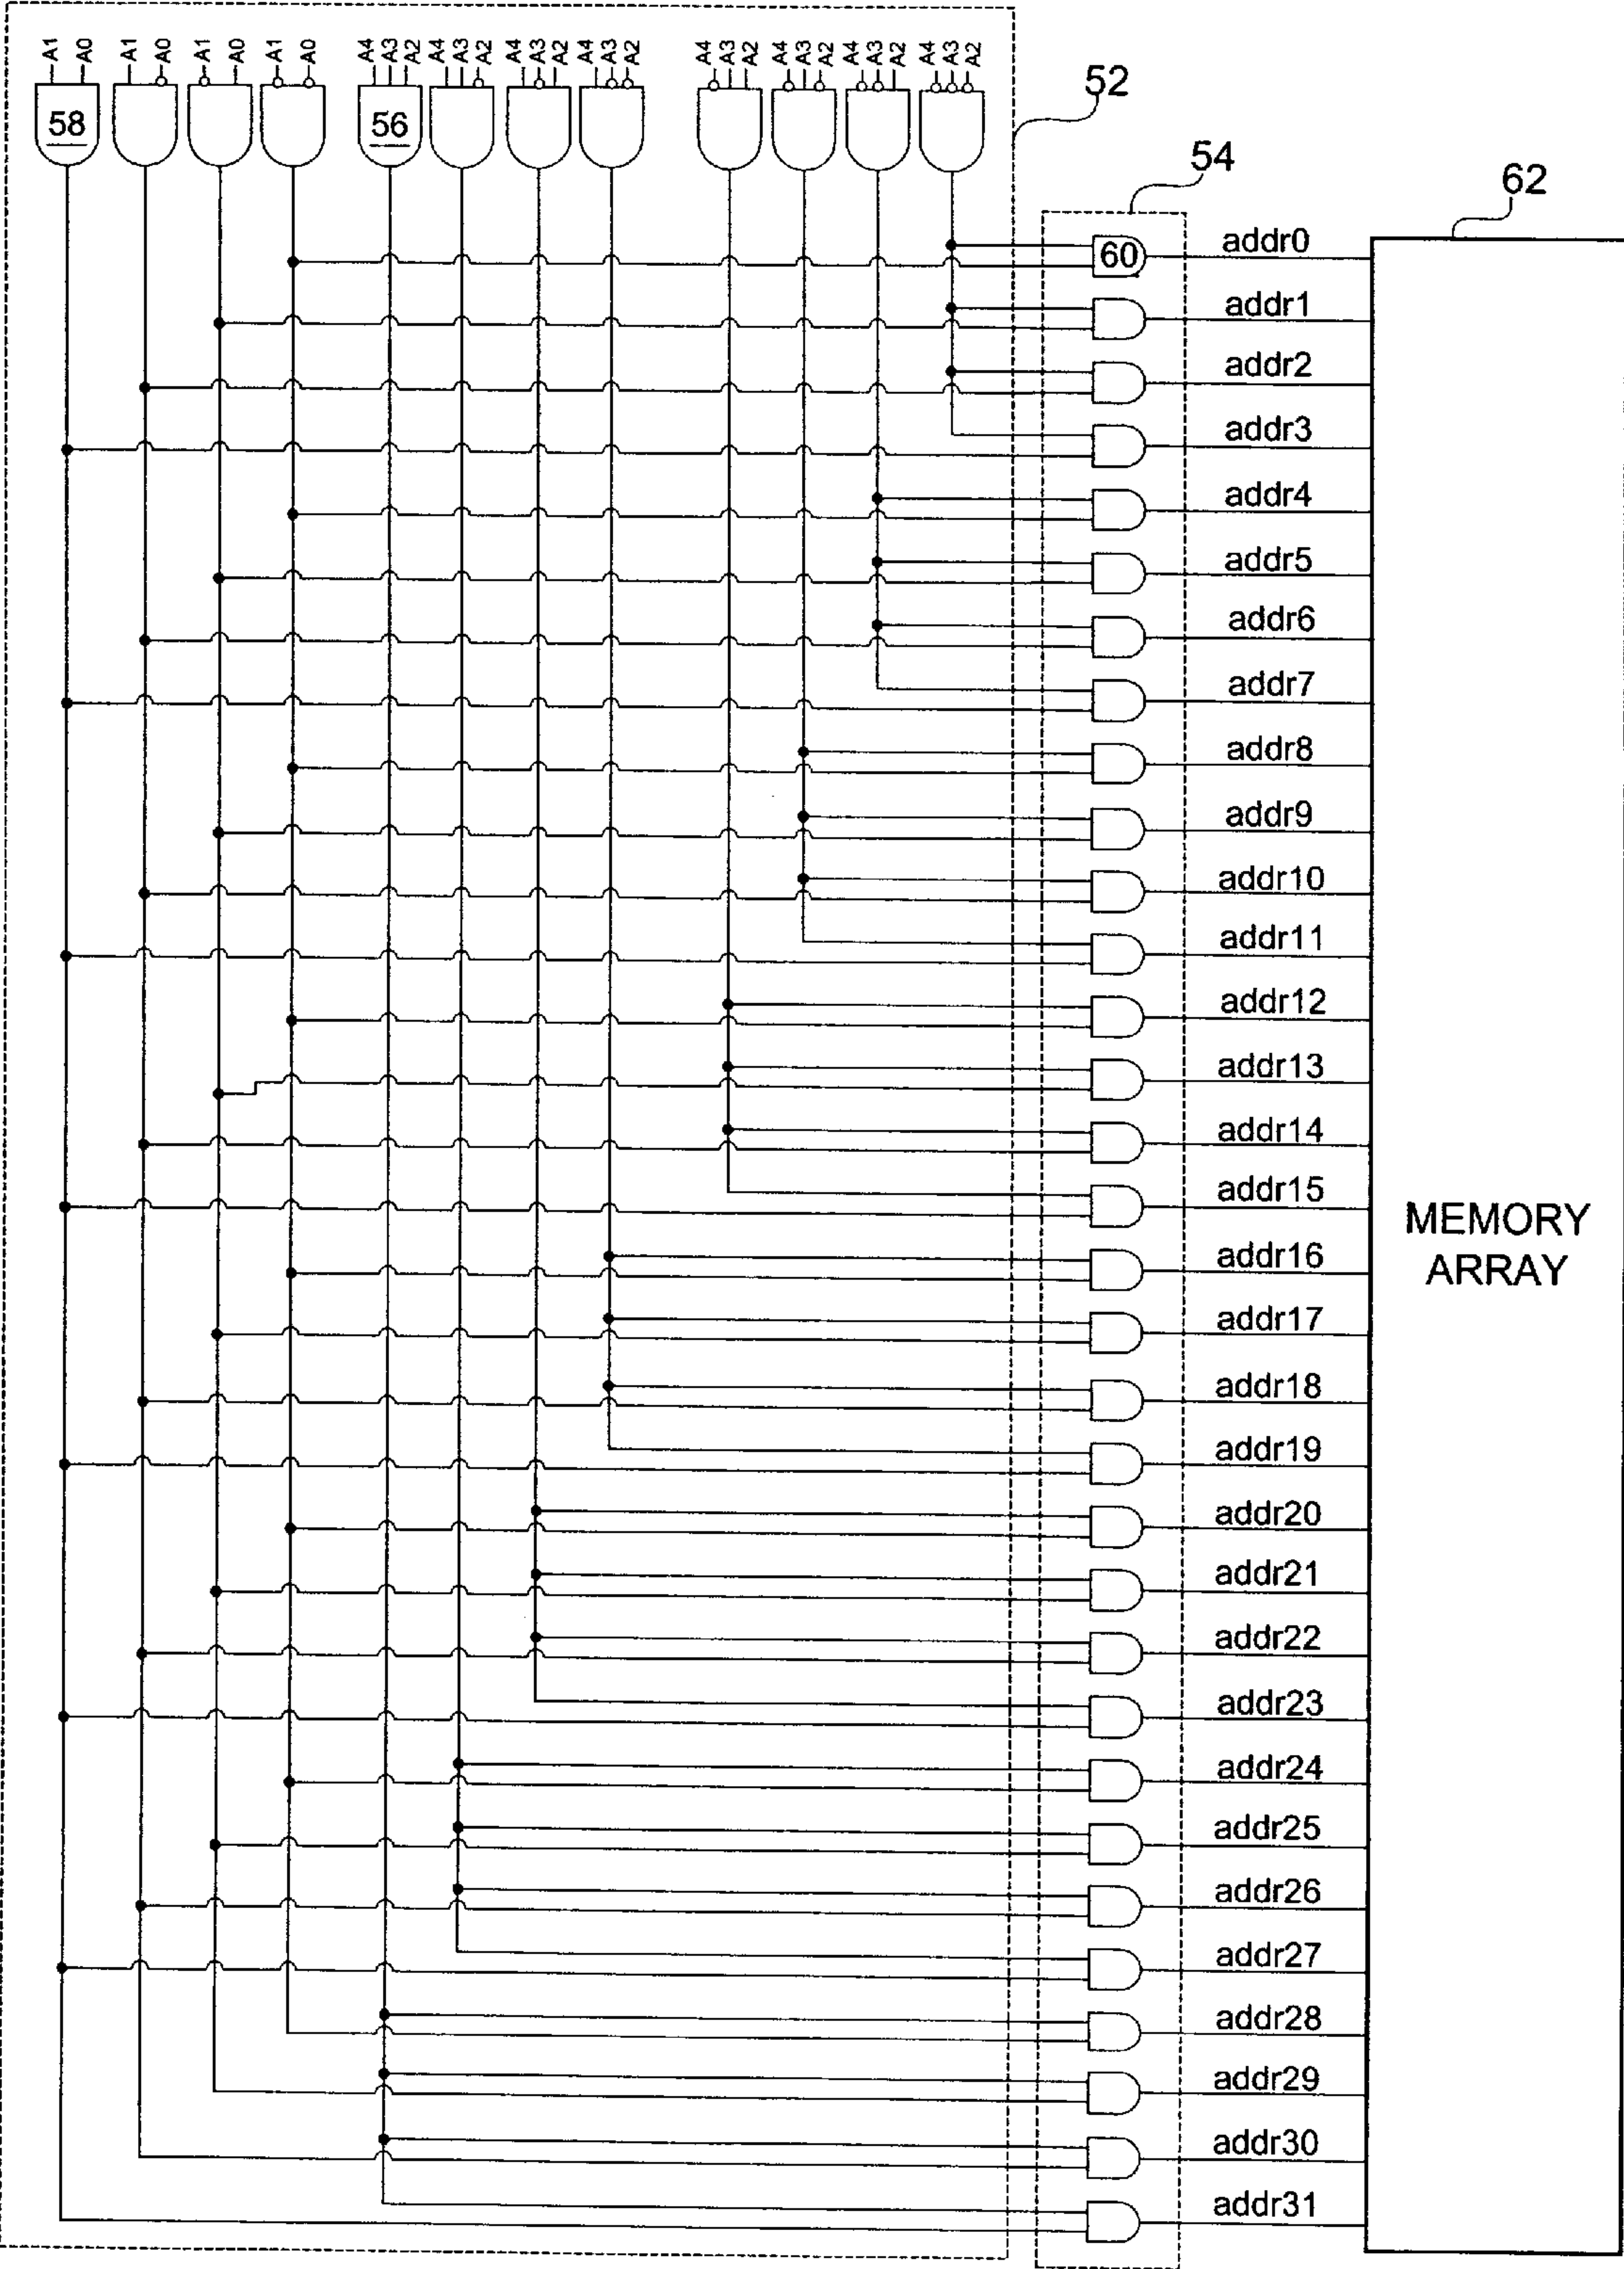 A1 A0 A1 A0 A1 A0 A1 A0 A4 A3 A2 A4 A3 A2 A4 A3 A2 A4 A3 A2 A4 A3 A2 A4 A3 A2 A4 A3 A2 A4 A3 A2
58 56
52
54
62
60 addr0
addr1
addr2
addr3
addr4
addr5
addr6
addr7
addr8
addr9
addr10
addr11
addr12
addr13
addr14
addr15
MEMORY
ARRAY
addr16
addr17
addr18
addr19
addr20
addr21
addr22
addr23
addr24
addr25
addr26
addr27
addr28
addr29
addr30
addr31